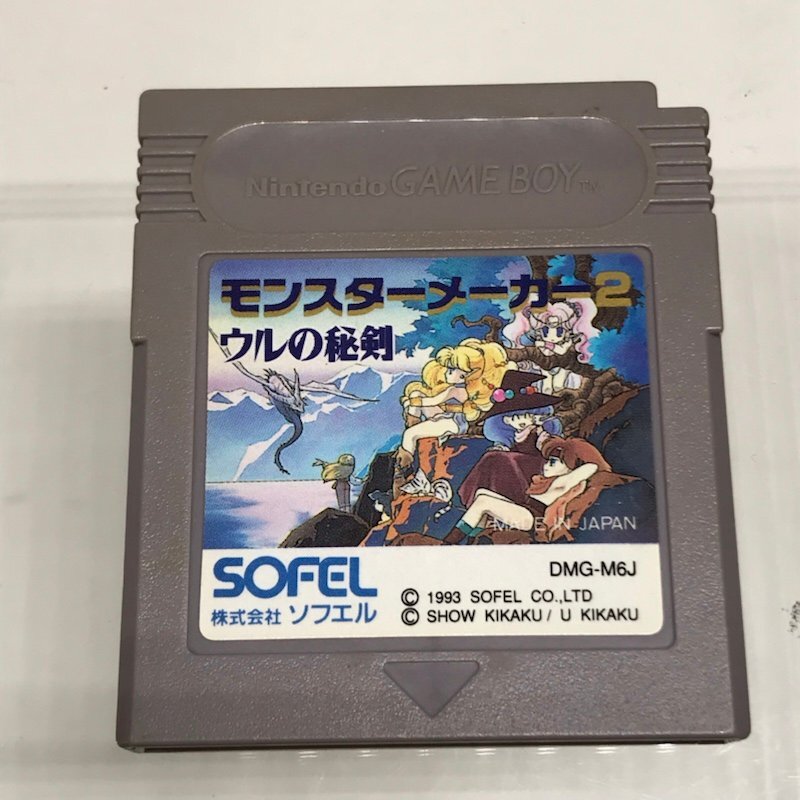 Nintendo GAME BOY TM
モンスターメーカー2
ウルの秘剣
MADE IN JAPAN
SOFEL
株式会社 ソフエル
DMG-M6J
© 1993 SOFEL CO.,LTD
© SHOW KIKAKU / U KIKAKU